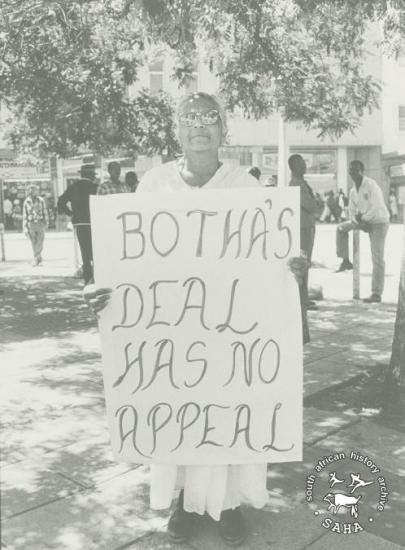 BOTHA'S
DEAL
HAS NO
APPEAL
south african history archive
SAHA